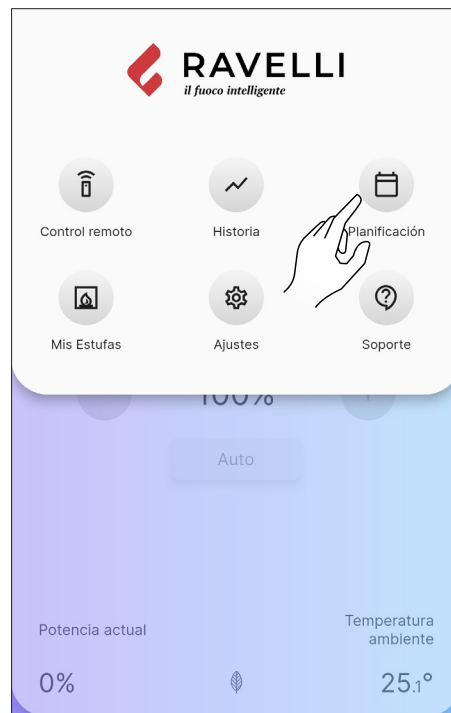 RAVELLI
il fuoco intelligente
Control remoto
Historia
Planificación
Mis Estufas
Ajustes
Soporte
100%
Auto
Potencia actual
Temperatura
ambiente
0%
25.1°